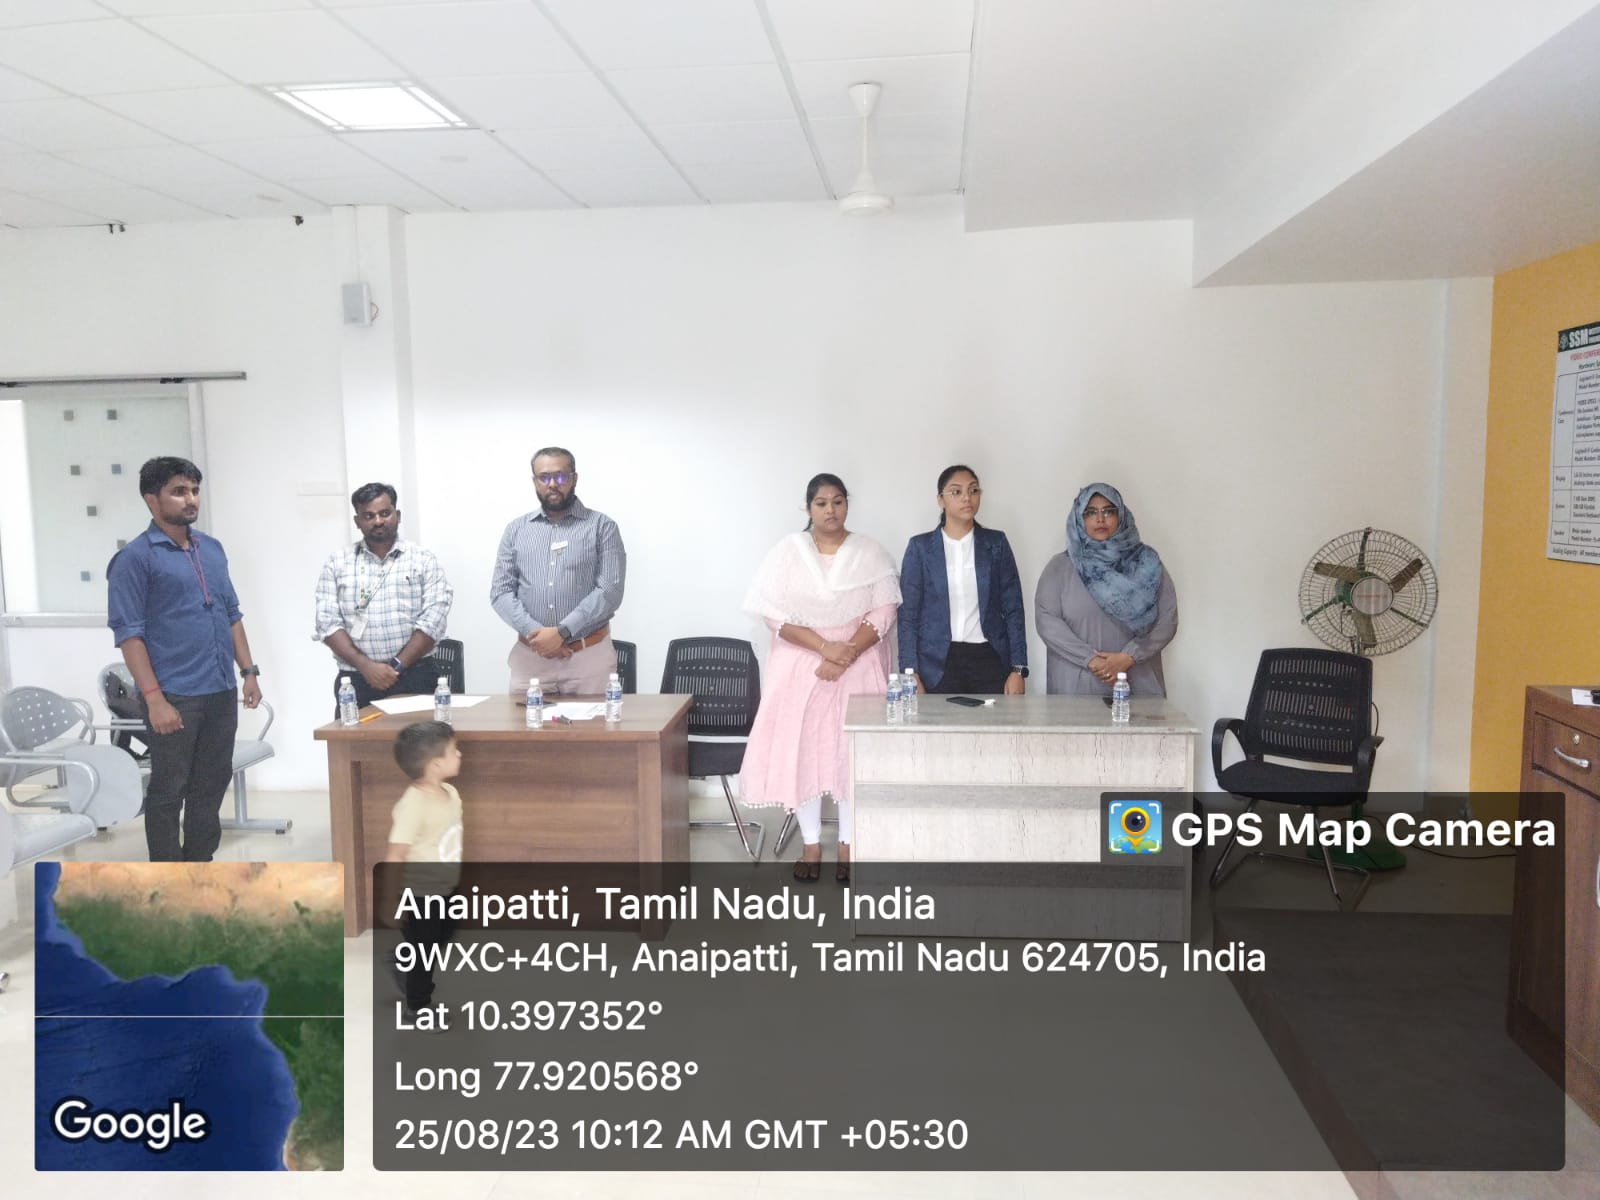 SSM
GPS Map Camera
Anaipatti, Tamil Nadu, India
9WXC+4CH, Anaipatti, Tamil Nadu 624705, India
Lat 10.397352°
Long 77.920568°
25/08/23 10:12 AM GMT +05:30
Google